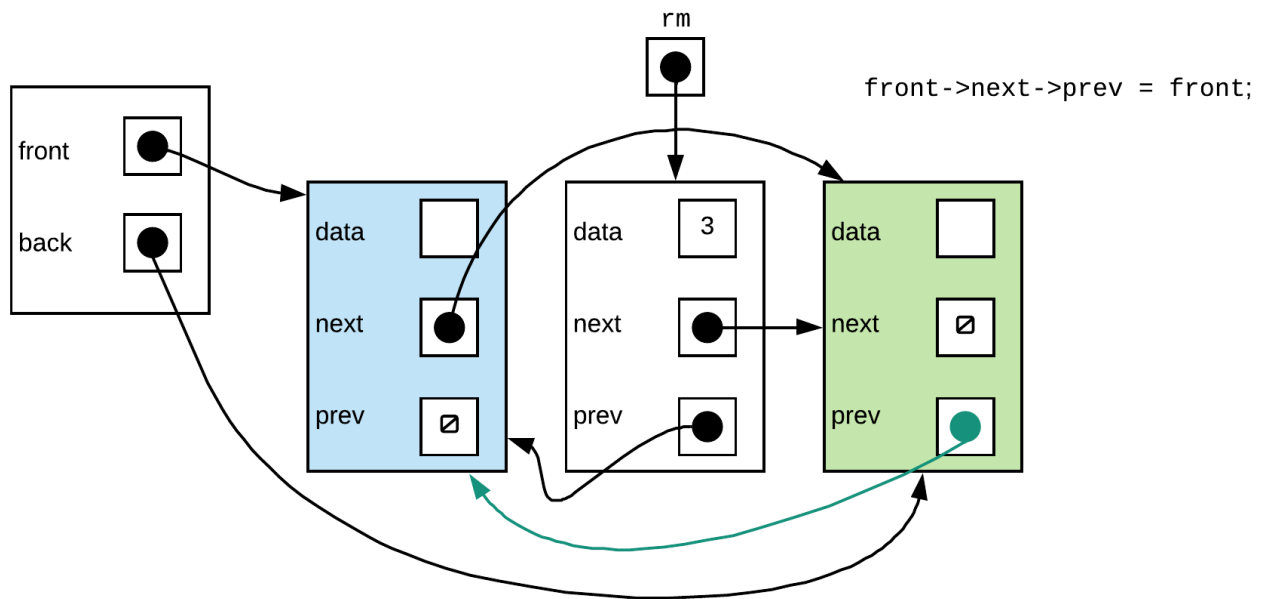 rm
front->next->prev = front;
front
back
data
next
prev
data
3
next
prev
data
next
prev